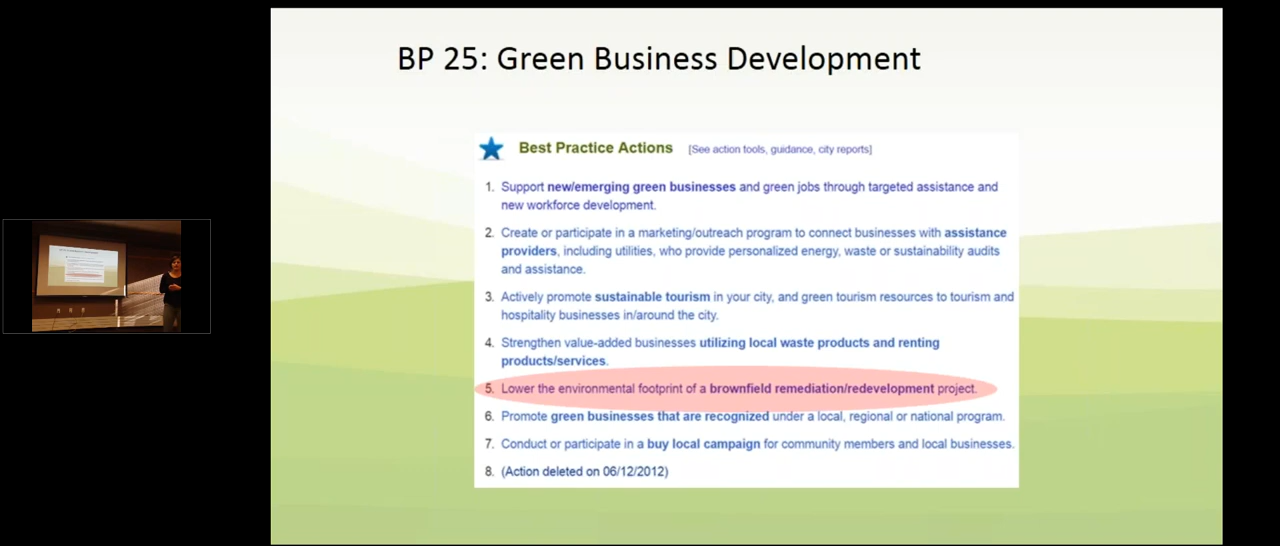 BP 25: Green Business Development
Best Practice Actions [See action tools, guidance, city reports]
1. Support new/emerging green businesses and green jobs through targeted assistance and
new workforce development.
2. Create or participate in a marketing/outreach program to connect businesses with assistance
providers, including utilities, who provide personalized energy, waste or sustainability audits
and assistance.
3. Actively promote sustainable tourism in your city, and green tourism resources to tourism and
hospitality businesses in/around the city.
4. Strengthen value-added businesses utilizing local waste products and renting
products/services.
5. Lower the environmental footprint of a brownfield remediation/redevelopment project.
6. Promote green businesses that are recognized under a local, regional or national program.
7. Conduct or participate in a buy local campaign for community members and local businesses.
8. (Action deleted on 06/12/2012)